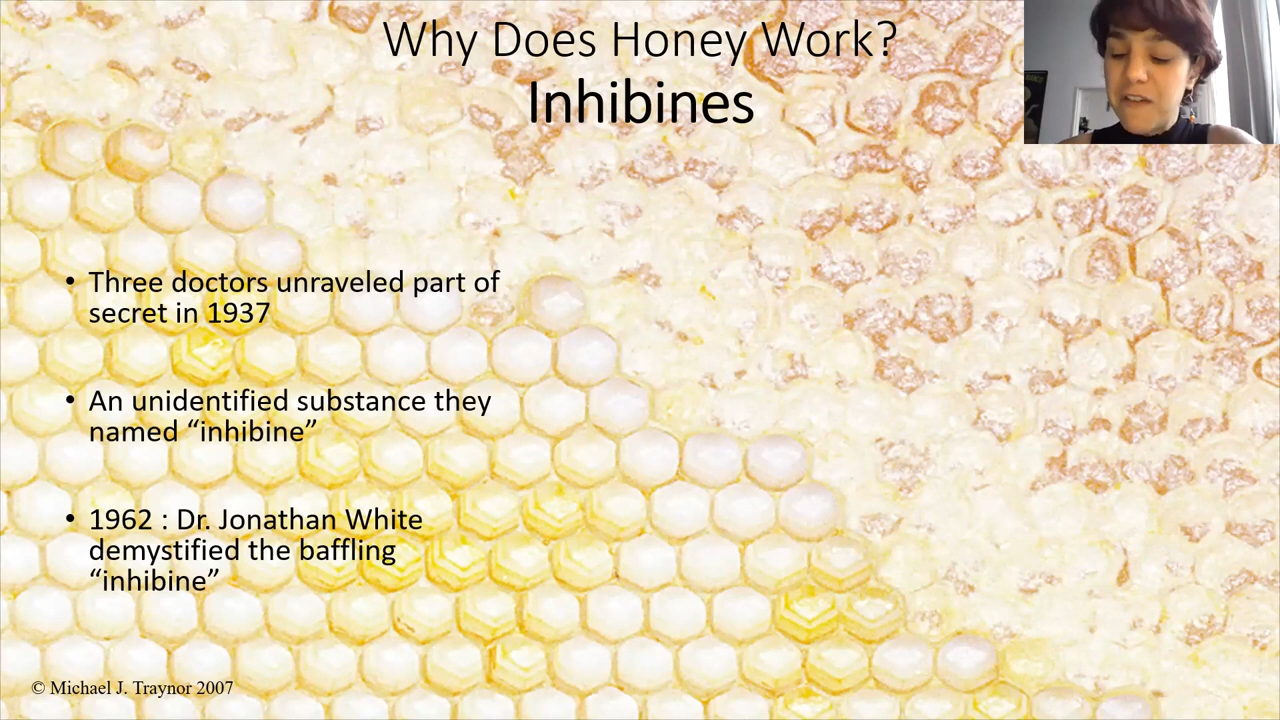 Why Does Honey Work?
Inhibines
• Three doctors unraveled part of
secret in 1937
• An unidentified substance they
named “inhibine”
• 1962 : Dr. Jonathan White
demystified the baffling
“inhibine”
© Michael J. Traynor 2007